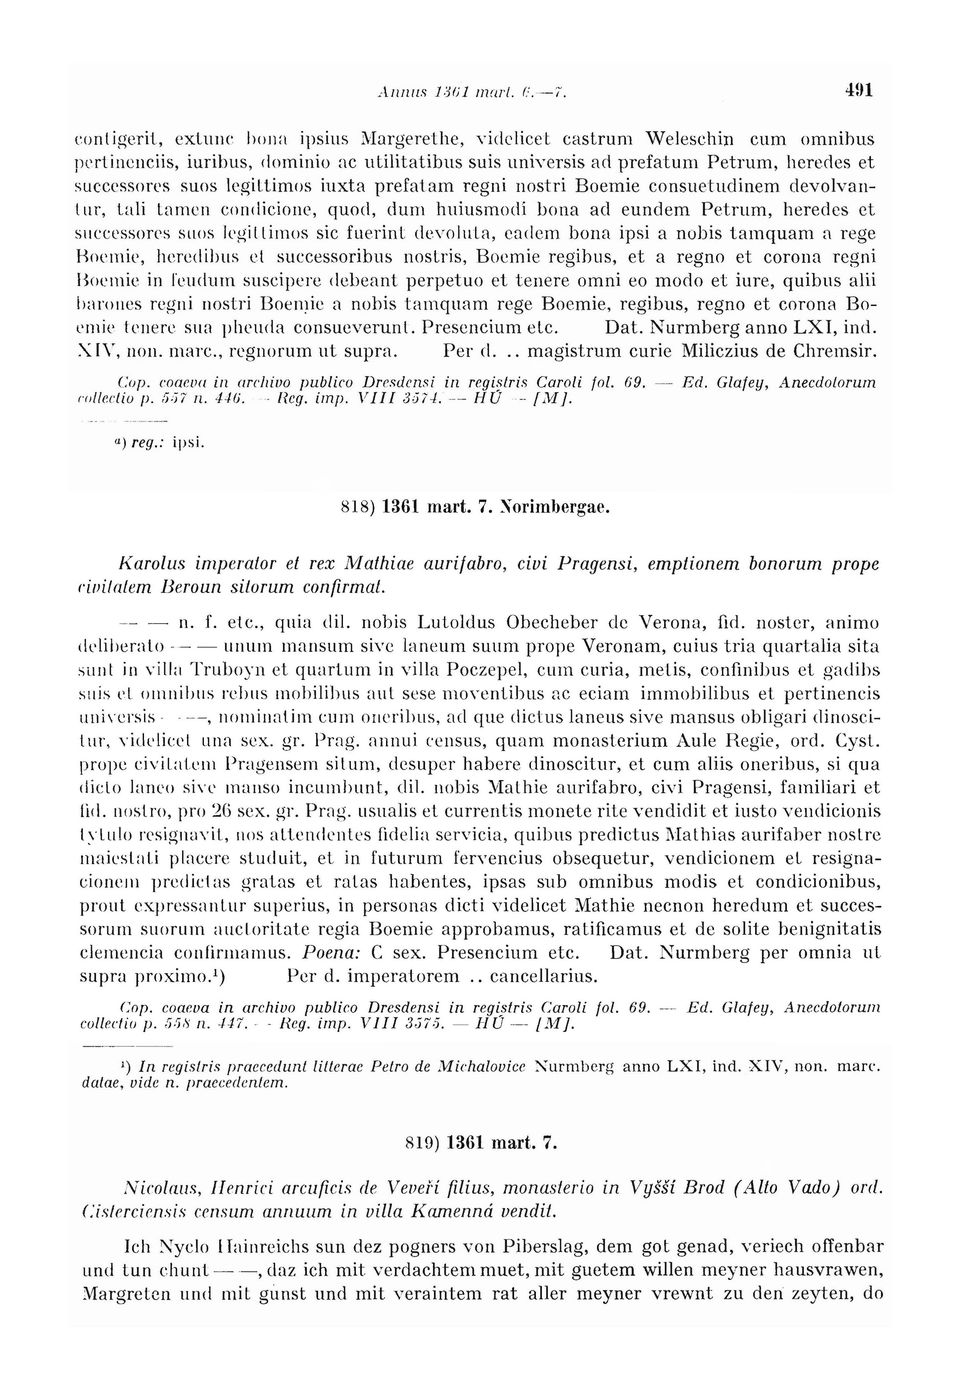 Annus 1361 mart. 6.—7. 491
contigerit, extunc bona ipsius Margerethe, videlicet castrum Weleschin cum omnibus
pertinenciis, iuribus, dominio ac utilitatibus suis universis ad prefatum Petrum, heredes et
successores suos legittimos iuxta prefatam regni nostri Boemie consuetudinem devolvan-
tur, tali tamen condicione, quod, dum huiusmodi bona ad eundem Petrum, heredes et
successores suos legittimos sic fuerint devoluta, eadem bona ipsi a nobis tamquam a rege
Boemie, heredibus et successoribus nostris, Boemie regibus, et a regno et corona regni
Boemie in feudum suscipere debeant perpetuo et tenere omni eo modo et iure, quibus alii
barones regni nostri Boemie a nobis tamquam rege Boemie, regibus, regno et corona Bo-
emie tenere sua pheuda consueverunt. Presencium etc. Dat. Nurmberg anno LXI, ind.
XIV, non. marc., regnorum ut supra. Per d. .. magistrum curie Miliczius de Chremsir.
Cop. coaeva in archivo publico Dresdensi in registris Caroli fol. 69. — Ed. Glafey, Anecdotorum
collectio p. 557 n. 446. — Reg. imp. VIII 3574. — HÚ — [M].
a) reg.: ipsi.
818) 1361 mart. 7. Norimbergae.
Karolus imperator et rex Mathiae aurifabro, civi Pragensi, emptionem bonorum prope
civitatem Beroun sitorum confirmat.
— — n. f. etc., quia dil. nobis Lutoldus Obecheber de Verona, fid. noster, animo
deliberato — — unum mansum sive laneum suum prope Veronam, cuius tria quartalia sita
sunt in villa Truboyn et quartum in villa Poczepel, cum curia, metis, confinibus et gadibs
suis et omnibus rebus mobilibus aut sese moventibus ac eciam immobilibus et pertinencis
universis — —, nominatim cum oneribus, ad que dictus laneus sive mansus obligari dinosci-
tur, videlicet una sex. gr. Prag. annui census, quam monasterium Aule Regie, ord. Cyst.
prope civitatem Pragensem situm, desuper habere dinoscitur, et cum aliis oneribus, si qua
dicto laneo sive manso incumbunt, dil. nobis Mathie aurifabro, civi Pragensi, familiari et
fid. nostro, pro 26 sex. gr. Prag. usualis et currentis monete rite vendidit et iusto vendicionis
tytulo resignavit, nos attendentes fidelia servicia, quibus predictus Mathias aurifaber nostre
maiestati placere studuit, et in futurum fervencius obsequetur, vendicionem et resigna-
cionem predictas gratas et ratas habentes, ipsas sub omnibus modis et condicionibus,
prout expressantur superius, in personas dicti videlicet Mathie necnon heredum et succes-
sorum suorum auctoritate regia Boemie approbamus, ratificamus et de solite benignitatis
clemencia confirmamus. Poena: C sex. Presencium etc. Dat. Nurmberg per omnia ut
supra proximo.¹) Per d. imperatorem .. cancellarius.
Cop. coaeva in archivo publico Dresdensi in registris Caroli fol. 69. — Ed. Glafey, Anecdotorum
collectio p. 558 n. 447. - - Reg. imp. VIII 3575. — HÚ — [M].
¹) In registris praecedunt litterae Petro de Michalovice Nurmberg anno LXI, ind. XIV, non. marc.
datae, vide n. praecedentem.
819) 1361 mart. 7.
Nicolaus, Henrici arcuficis de Veveří filius, monasterio in Vyšší Brod (Alto Vado) ord.
Cisterciensis censum annuum in villa Kamenná vendit.
Ich Nyclo Hainreichs sun dez pogners von Piberslag, dem got genad, veriech offenbar
und tun chunt — —, daz ich mit verdachtem muet, mit guetem willen meyner hausvrawen,
Margreten und mit gunst und mit veraintem rat aller meyner vrewnt zu den zeyten, do